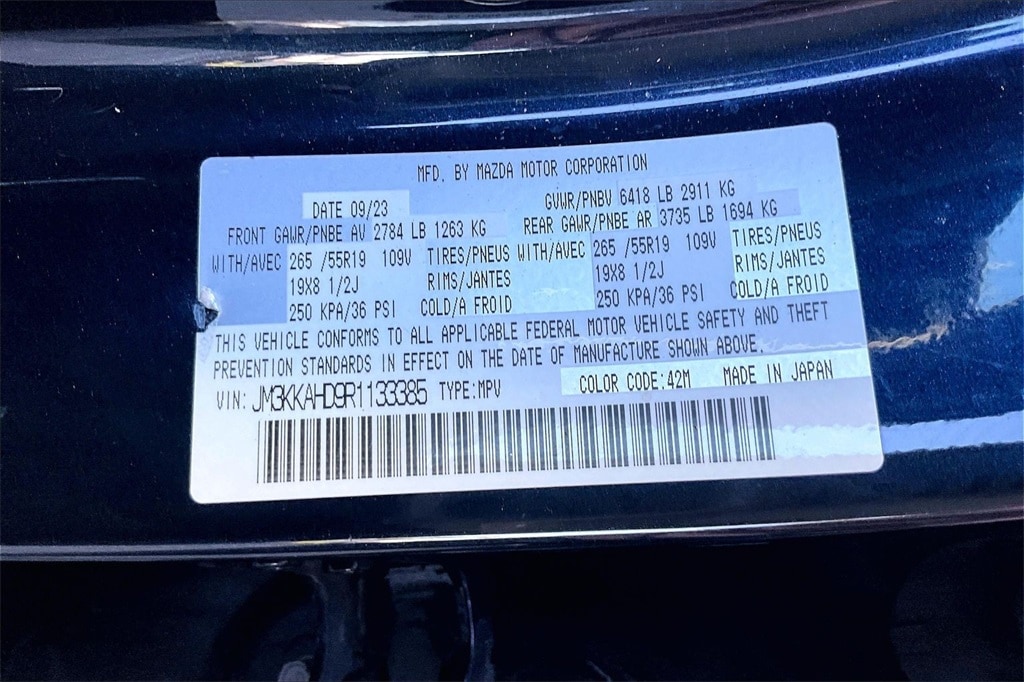 MFD. BY MAZDA MOTOR CORPORATION
DATE 09/23 GVWR/PNBV 6418 LB 2911 KG
FRONT GAWR/PNBE AV 2784 LB 1263 KG REAR GAWR/PNBE AR 3735 LB 1694 KG
WITH/AVEC 265 /55R19 109V TIRES/PNEUS WITH/AVEC 265 /55R19 109V TIRES/PNEUS
19X8 1/2J RIMS/JANTES 19X8 1/2J RIMS/JANTES
250 KPA/36 PSI COLD/A FROID 250 KPA/36 PSI COLD/A FROID
THIS VEHICLE CONFORMS TO ALL APPLICABLE FEDERAL MOTOR VEHICLE SAFETY AND THEFT
PREVENTION STANDARDS IN EFFECT ON THE DATE OF MANUFACTURE SHOWN ABOVE.
VIN: JM3KKAHD9R1133385 TYPE:MPV COLOR CODE:42M MADE IN JAPAN